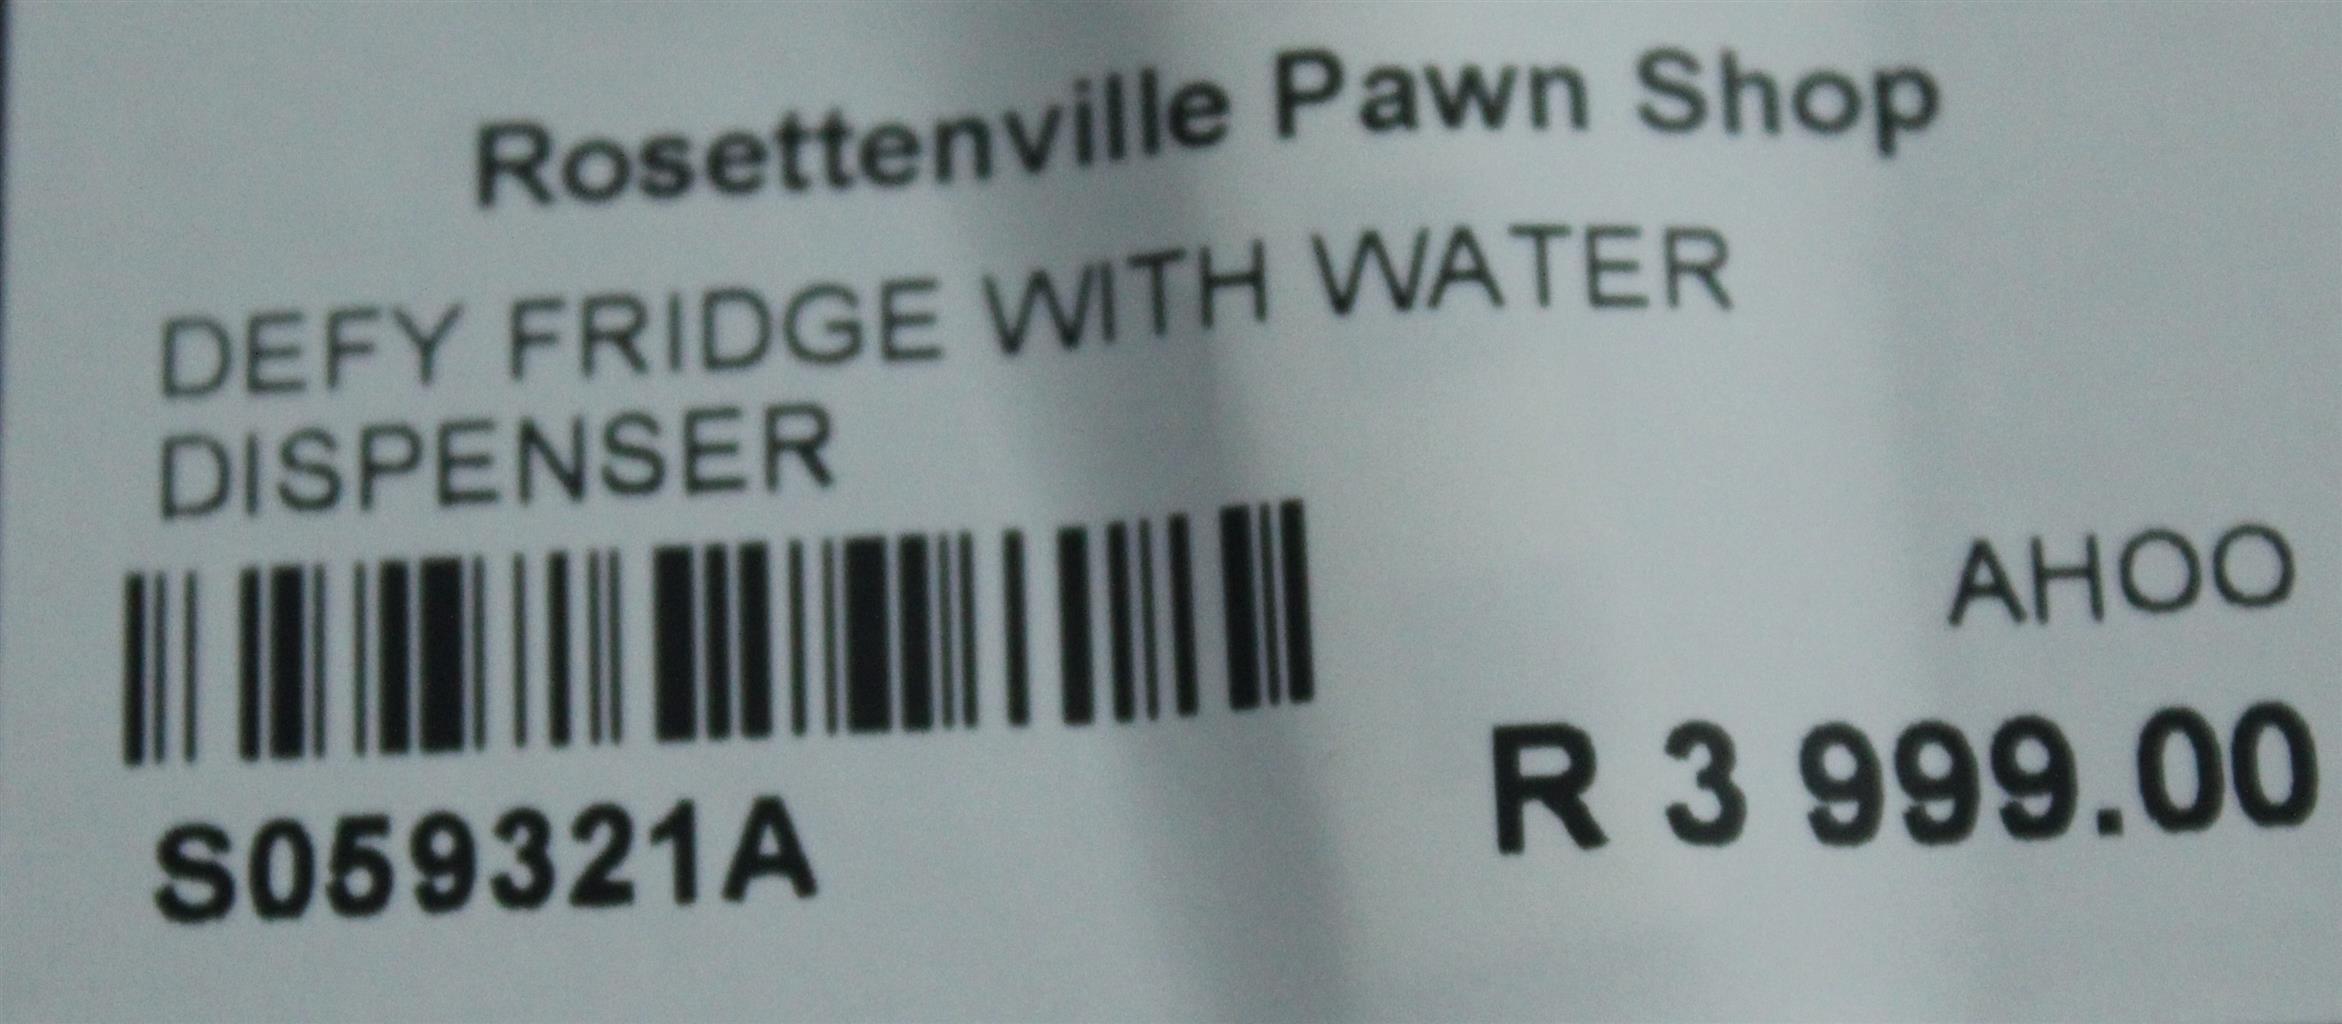 Rosettenville Pawn Shop
DEFY FRIDGE WITH WATER
DISPENSER
AHOO
R 3 999.00
S059321A